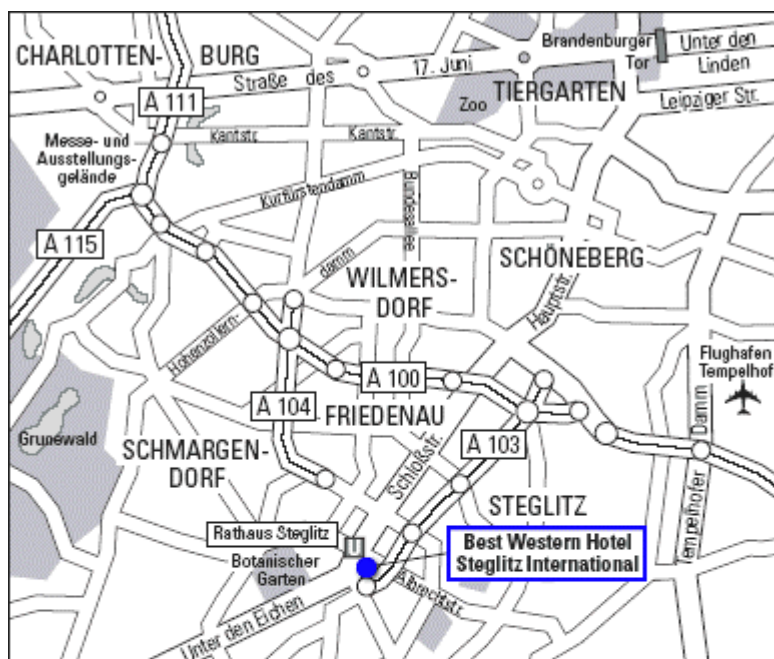 CHARLOTTEN-
BURG
Straße des
17. Juni
Brandenburger
Tor
Unter den
Linden
TIERGARTEN
Leipziger Str.
Zoo
A 111
Messe- und
Ausstellungs-
gelände
Kantstr.
Kantstr.
Kurfürstendamm
Bundesallee
A 115
damm
WILMERS-
DORF
SCHÖNEBERG
Hauptstr.
Hohenzollern-
A 100
Flughafen
Tempelhof
A 104
FRIEDENAU
Grunewald
SCHMARGEN-
DORF
Schloßstr.
A 103
Tempelhofer Damm
STEGLITZ
Rathaus Steglitz
U
Best Western Hotel
Steglitz International
Botanischer
Garten
Albrechtstr.
Unter den Eichen